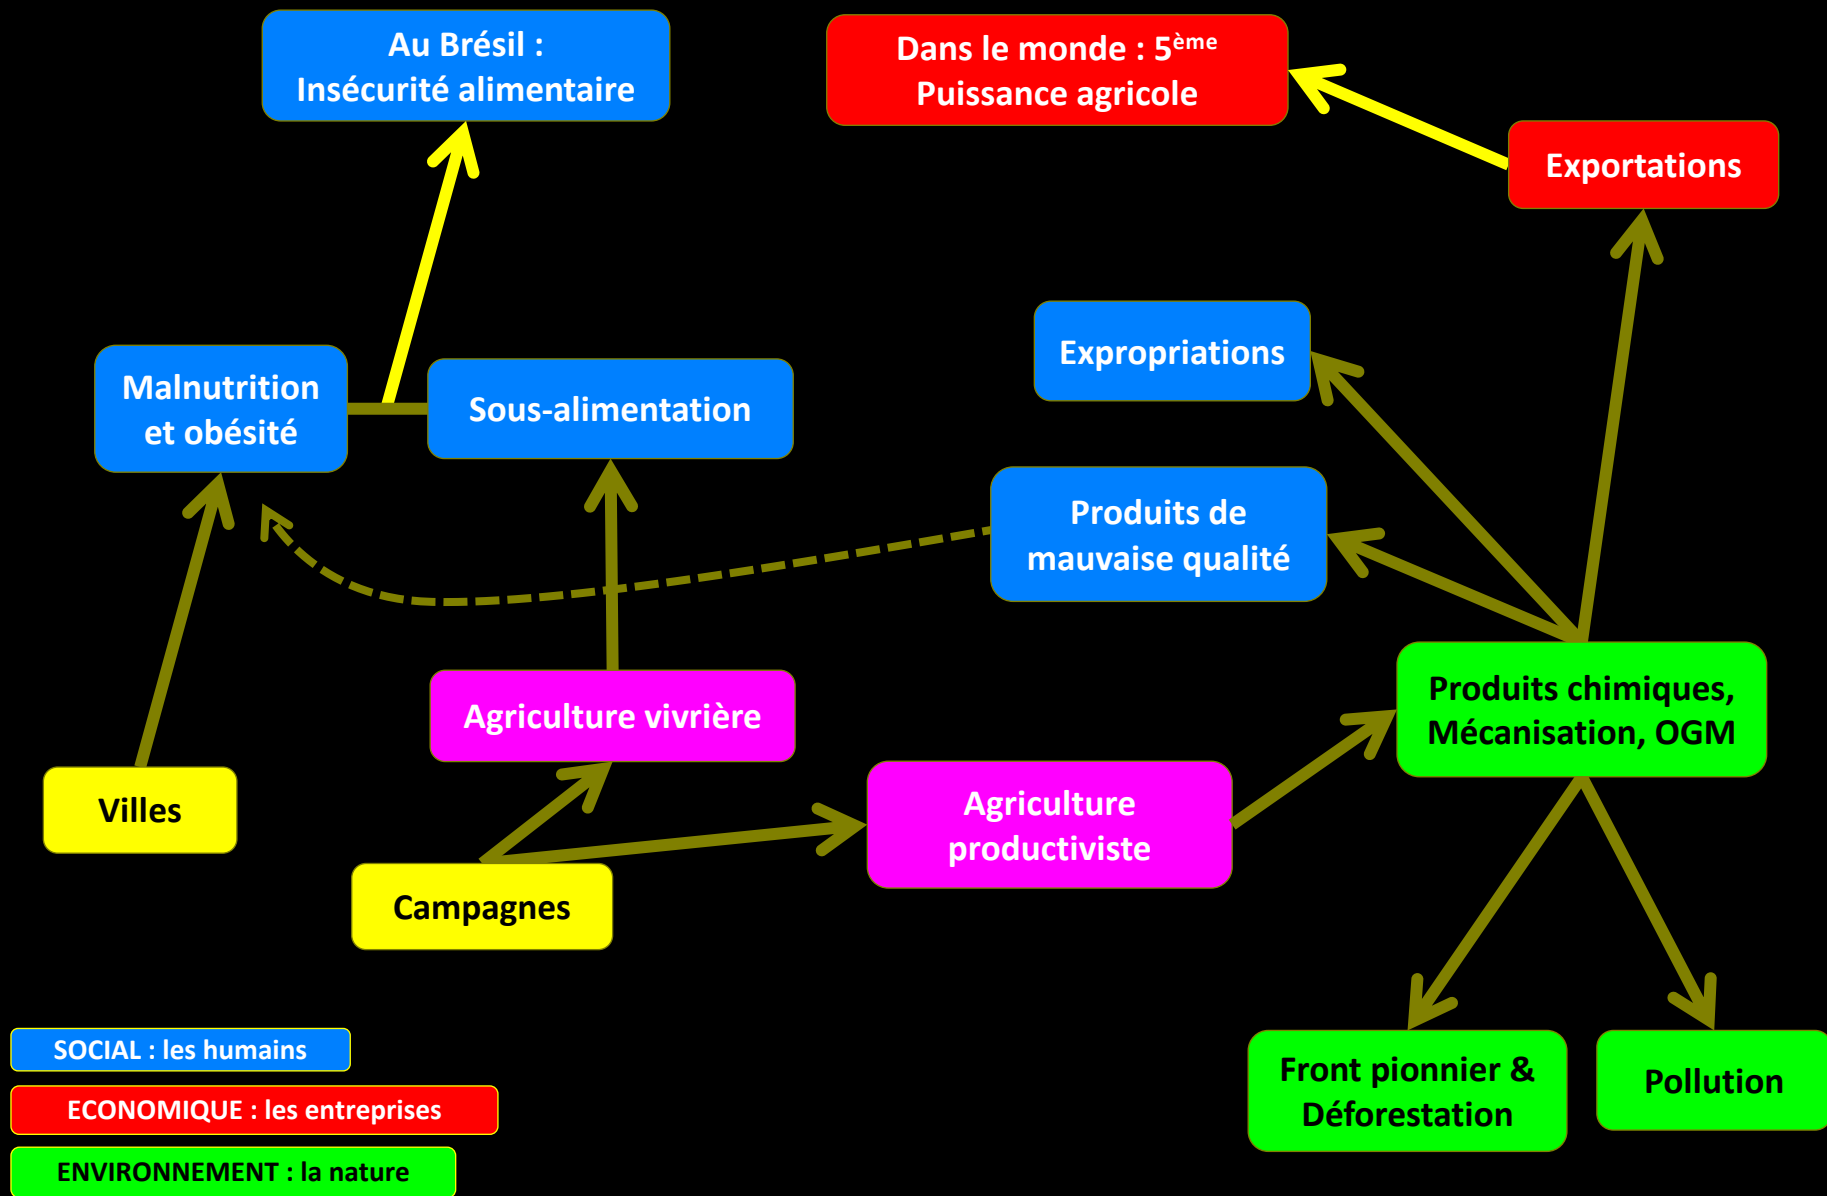 Au Brésil :
Insécurité alimentaire
Dans le monde : 5ème
Puissance agricole
Exportations
Expropriations
Malnutrition
et obésité
Sous-alimentation
Produits de
mauvaise qualité
Agriculture vivrière
Produits chimiques,
Mécanisation, OGM
Villes
Agriculture
productiviste
Campagnes
SOCIAL : les humains
ECONOMIQUE : les entreprises
ENVIRONNEMENT : la nature
Front pionnier &
Déforestation
Pollution